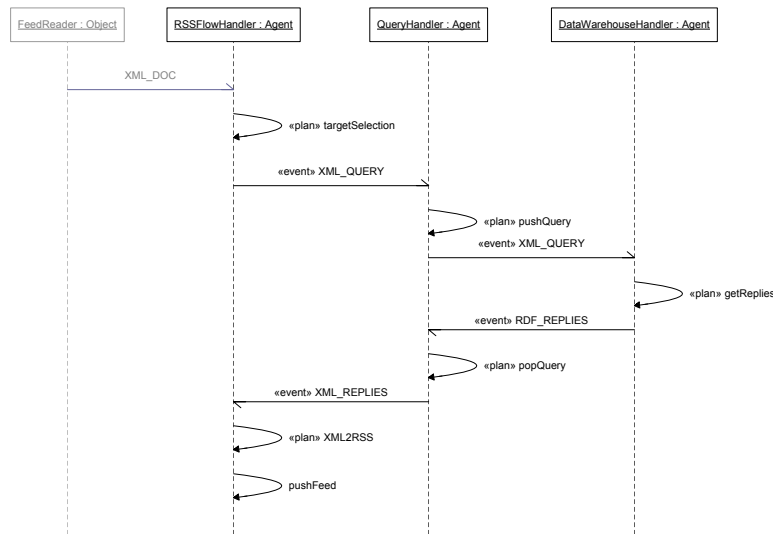 FeedReader : Object
RSSFlowHandler : Agent
QueryHandler : Agent
DataWarehouseHandler : Agent
XML_DOC
«plan» targetSelection
«event» XML_QUERY
«plan» pushQuery
«event» XML_QUERY
«plan» getReplies
«event» RDF_REPLIES
«plan» popQuery
«event» XML_REPLIES
«plan» XML2RSS
pushFeed